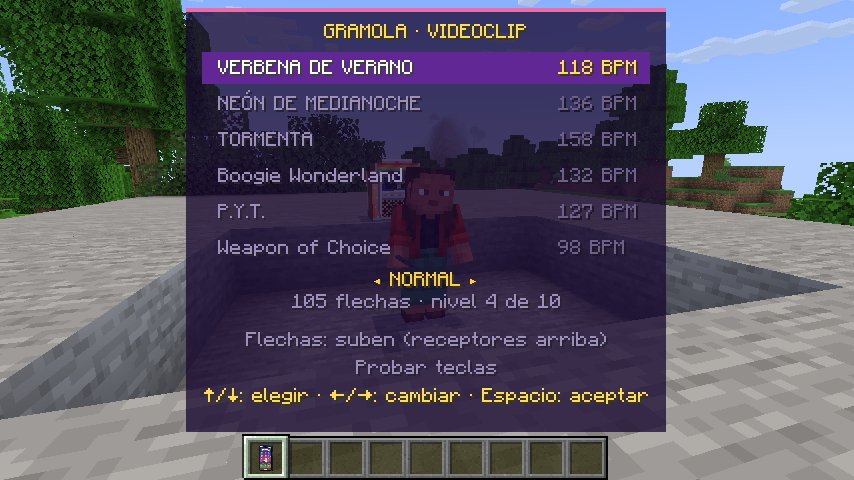 GRAMOLA · VIDEOCLIP
VERBENA DE VERANO 118 BPM
NEÓN DE MEDIANOCHE 136 BPM
TORMENTA 158 BPM
Boogie Wonderland 132 BPM
P.Y.T. 127 BPM
Weapon of Choice 98 BPM
◂ NORMAL ▸
105 flechas · nivel 4 de 10
Flechas: suben (receptores arriba)
Probar teclas
↑/↓: elegir · ←/→: cambiar · Espacio: aceptar